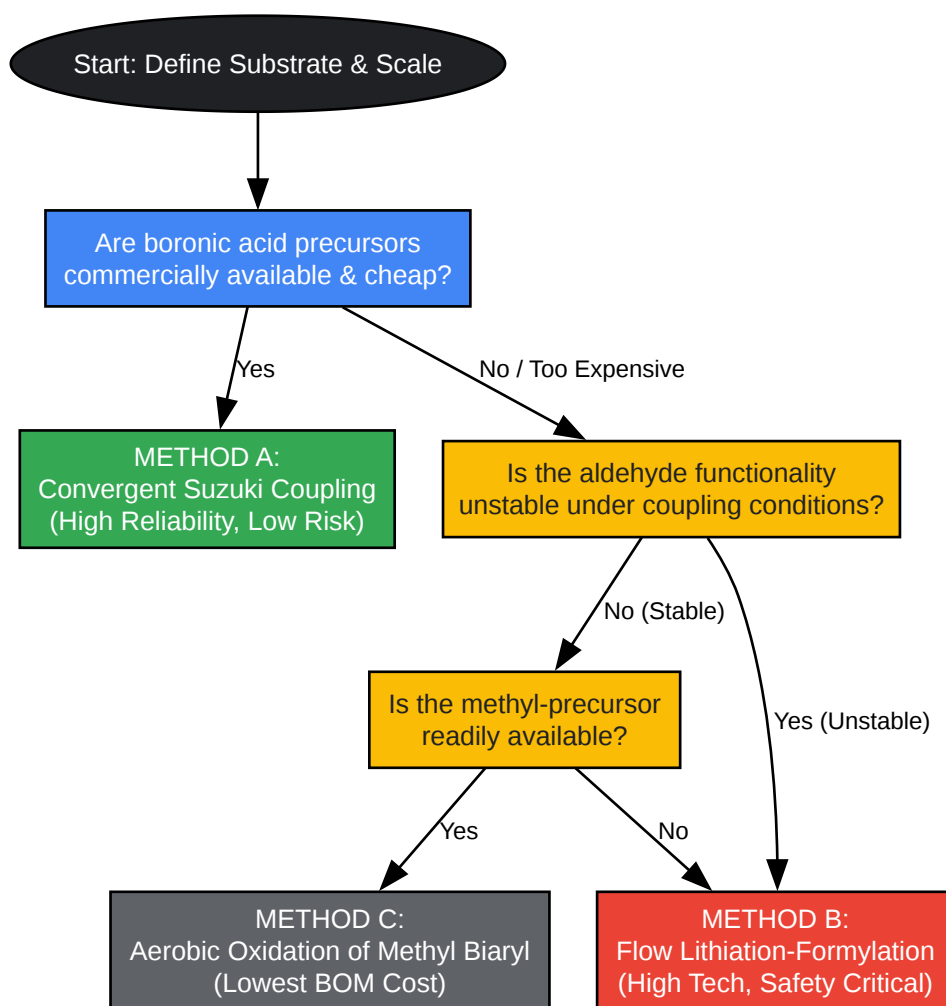 Start: Define Substrate & Scale
Are boronic acid precursors
commercially available & cheap?
Yes
No / Too Expensive
METHOD A:
Convergent Suzuki Coupling
(High Reliability, Low Risk)
Is the aldehyde functionality
unstable under coupling conditions?
No (Stable)
Yes (Unstable)
Is the methyl-precursor
readily available?
Yes
No
METHOD C:
Aerobic Oxidation of Methyl Biaryl
(Lowest BOM Cost)
METHOD B:
Flow Lithiation-Formylation
(High Tech, Safety Critical)